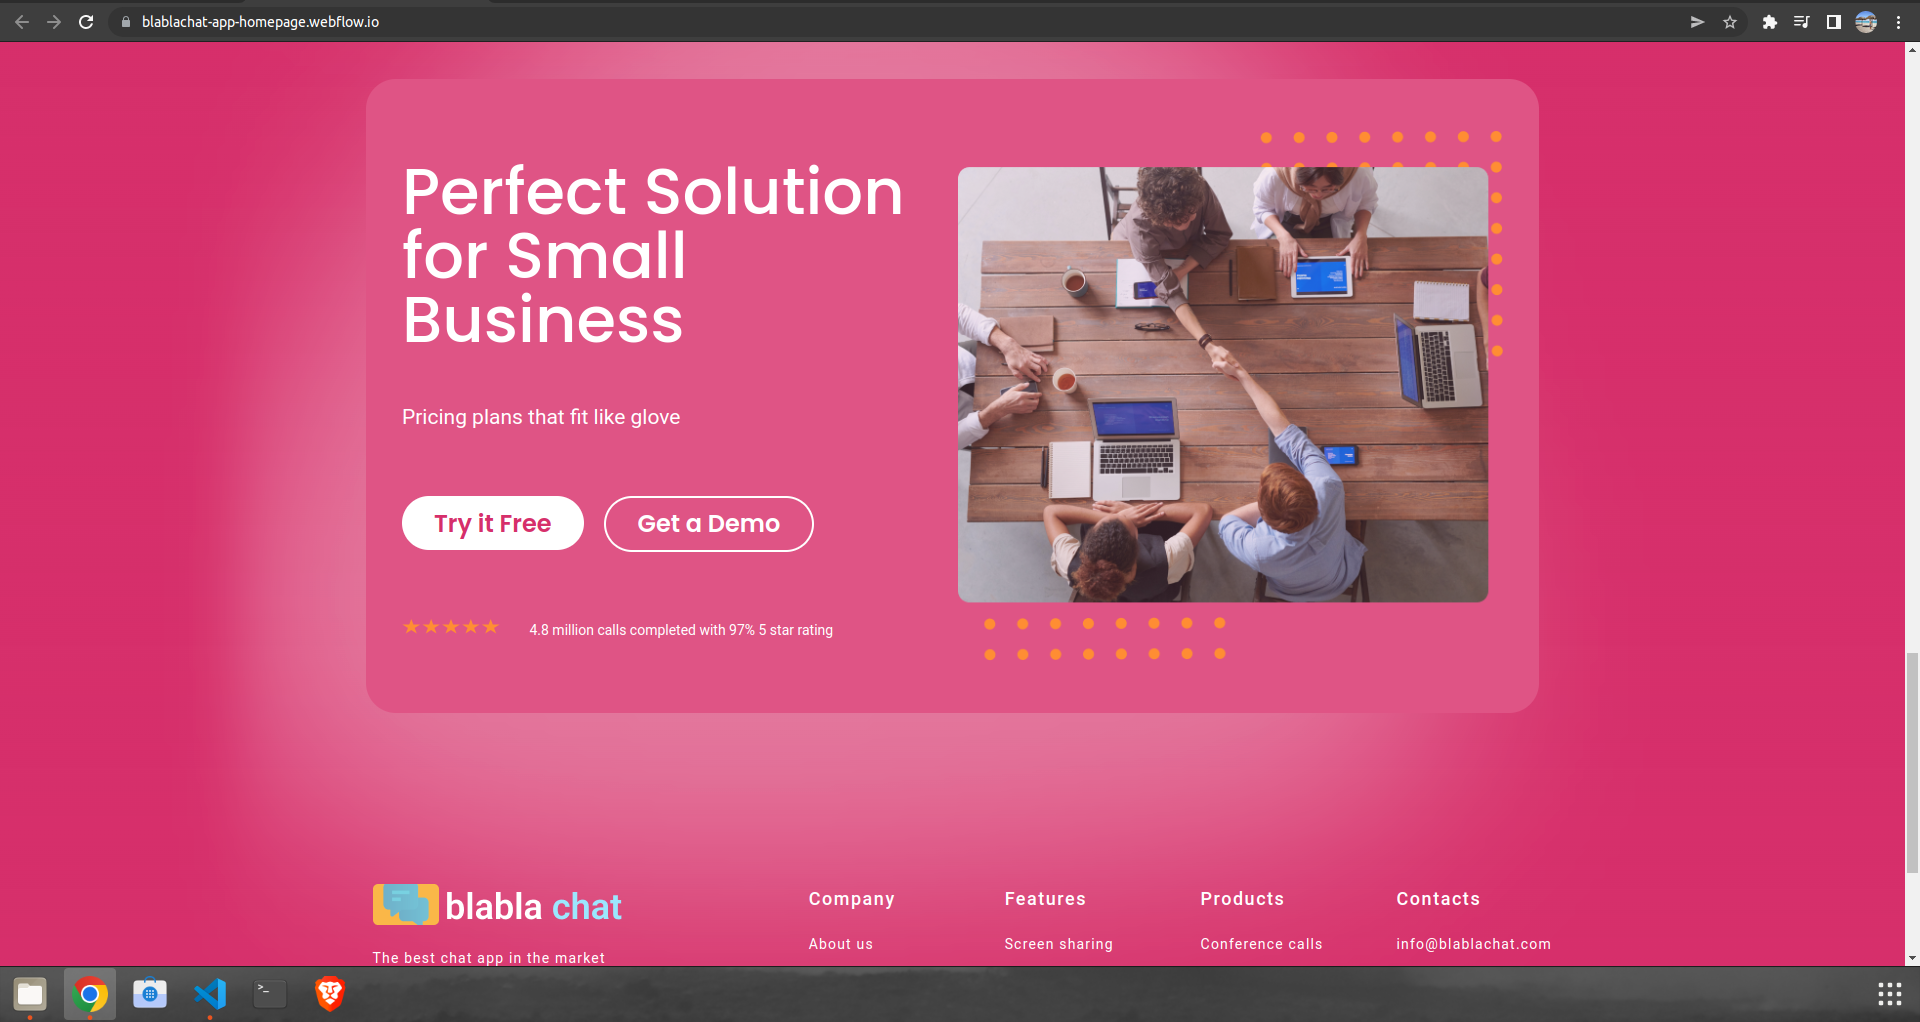 blablachat-app-homepage.webflow.io
Perfect Solution
for Small
Business
Pricing plans that fit like glove
Try it Free
Get a Demo
4.8 million calls completed with 97% 5 star rating
blabla chat
The best chat app in the market
Company
About us
Features
Screen sharing
Products
Conference calls
Contacts
info@blablachat.com